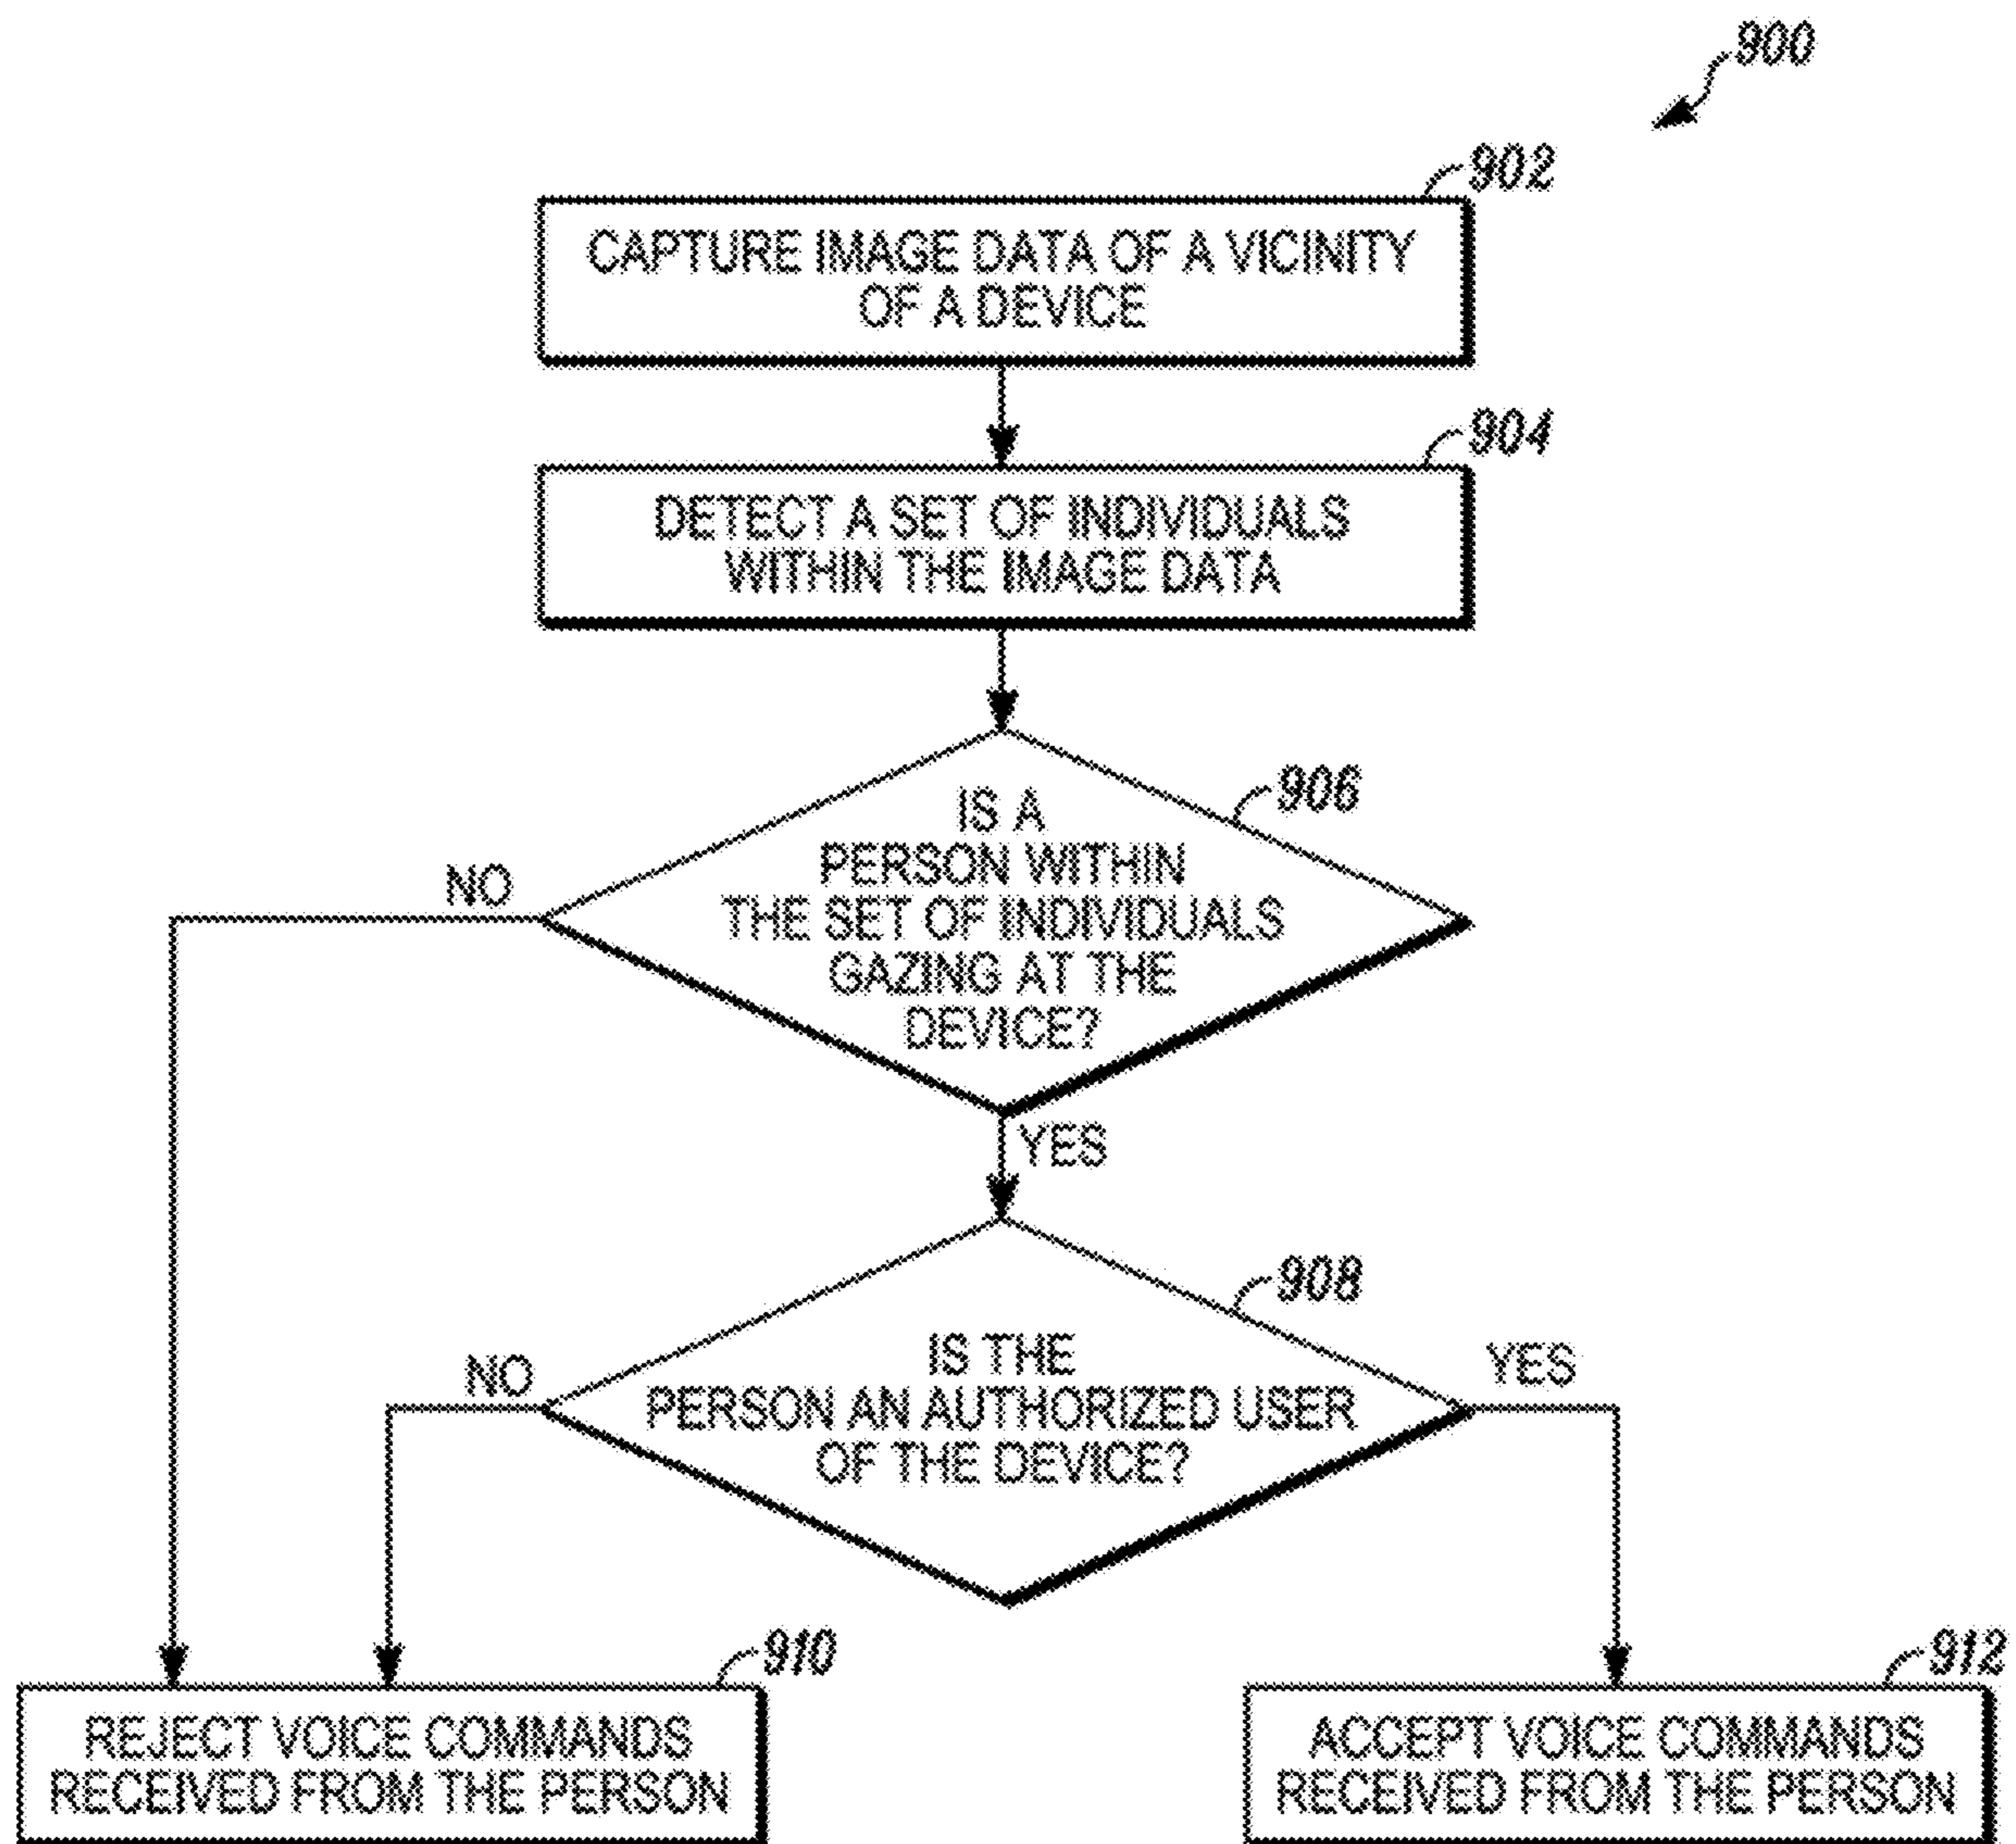 900
902
CAPTURE IMAGE DATA OF A VICINITY
OF A DEVICE
904
DETECT A SET OF INDIVIDUALS
WITHIN THE IMAGE DATA
906
IS A
PERSON WITHIN
THE SET OF INDIVIDUALS
GAZING AT THE
DEVICE?
NO
YES
908
IS THE
PERSON AN AUTHORIZED USER
OF THE DEVICE?
NO
YES
910
REJECT VOICE COMMANDS
RECEIVED FROM THE PERSON
912
ACCEPT VOICE COMMANDS
RECEIVED FROM THE PERSON